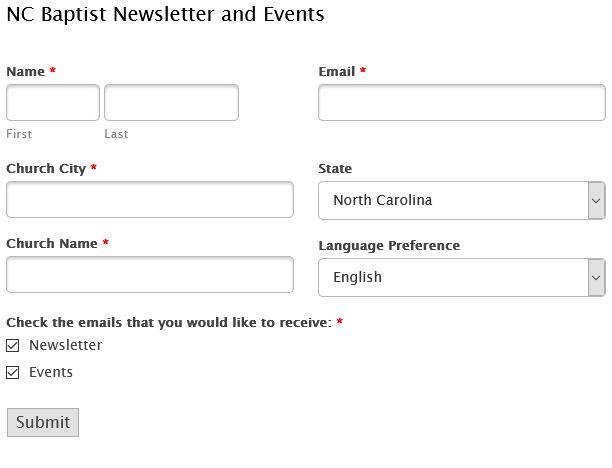 NC Baptist Newsletter and Events
Name *
First Last
Email *
Church City *
State
North Carolina
Church Name *
Language Preference
English
Check the emails that you would like to receive: *
Newsletter
Events
Submit